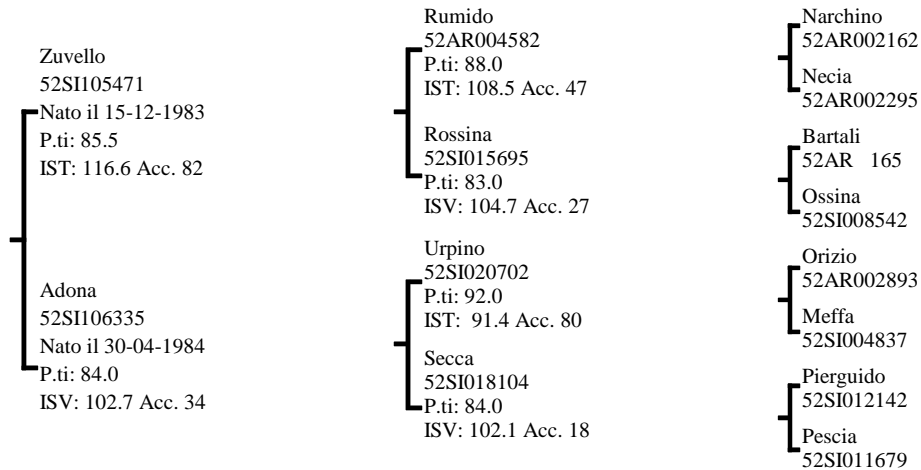 Zuvello
52SI105471
Nato il 15-12-1983
P.ti: 85.5
IST: 116.6 Acc. 82
Adona
52SI106335
Nato il 30-04-1984
P.ti: 84.0
ISV: 102.7 Acc. 34
Rumido
52AR004582
P.ti: 88.0
IST: 108.5 Acc. 47
Rossina
52SI015695
P.ti: 83.0
ISV: 104.7 Acc. 27
Urpino
52SI020702
P.ti: 92.0
IST:  91.4 Acc. 80
Secca
52SI018104
P.ti: 84.0
ISV: 102.1 Acc. 18
Narchino
52AR002162
Necia
52AR002295
Bartali
52AR   165
Ossina
52SI008542
Orizio
52AR002893
Meffa
52SI004837
Pierguido
52SI012142
Pescia
52SI011679